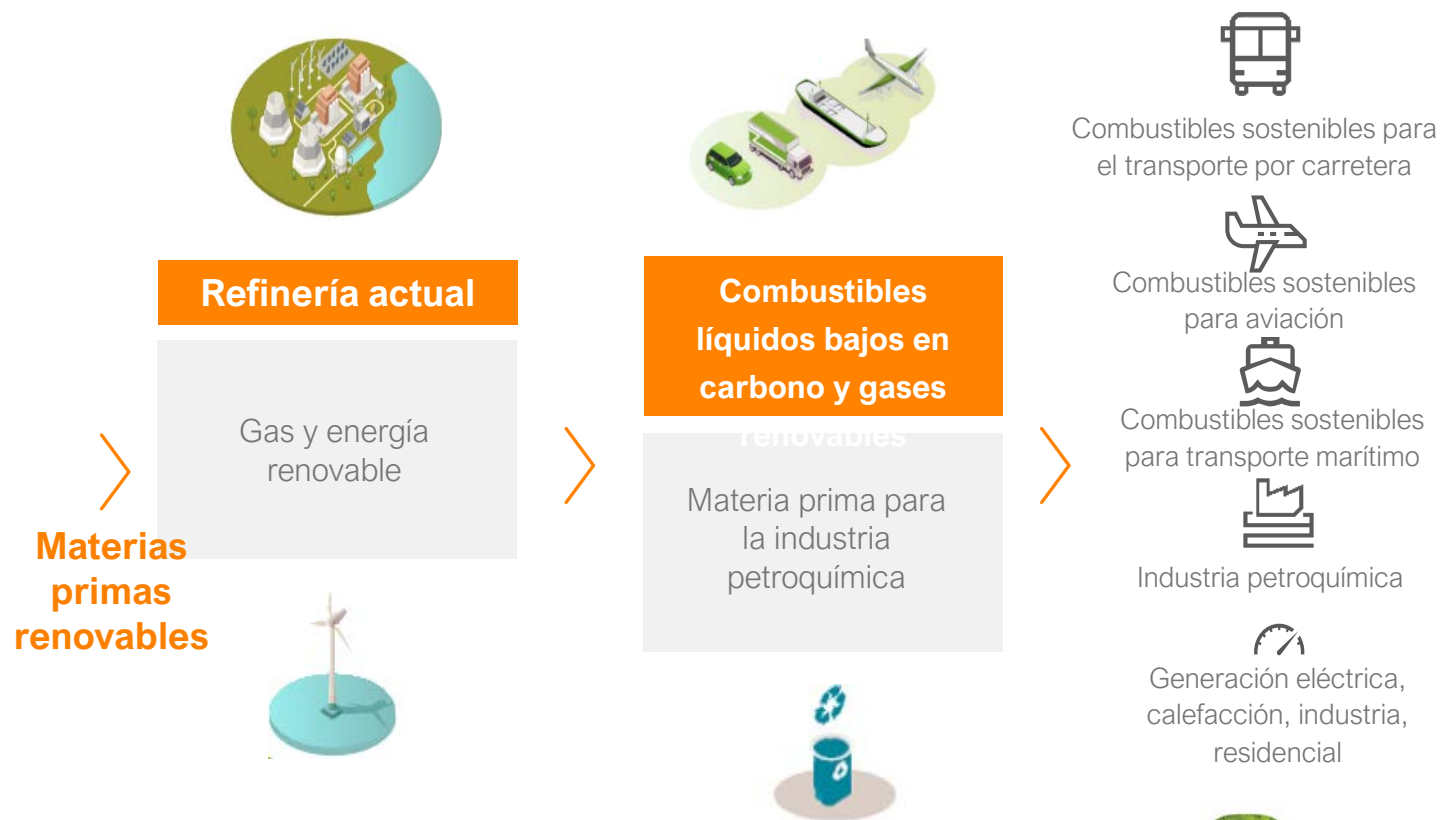 Materias
primas
renovables
Refinería actual
Gas y energía
renovable
Combustibles
líquidos bajos en
carbono y gases
renovables
Materia prima para
la industria
petroquímica
Combustibles sostenibles para
el transporte por carretera
Combustibles sostenibles
para aviación
Combustibles sostenibles
para transporte marítimo
Industria petroquímica
Generación eléctrica,
calefacción, industria,
residencial